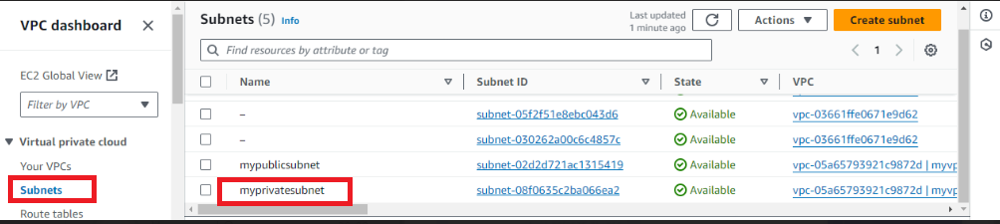 VPC dashboard
EC2 Global View
Filter by VPC
Virtual private cloud
Your VPCs
Subnets
Route tables
Subnets (5) Info
Last updated
1 minute ago
Actions
Create subnet
Find resources by attribute or tag
1
Name Subnet ID State VPC
– subnet-05f2f51e8ebc043d6 Available vpc-03661ffe0671e9d62
– subnet-030262a00c6c4857c Available vpc-03661ffe0671e9d62
mypublicsubnet subnet-02d2d721ac1315419 Available vpc-05a65793921c9872d | myvp
myprivatesubnet subnet-08f0635c2ba066ea2 Available vpc-05a65793921c9872d | myvp